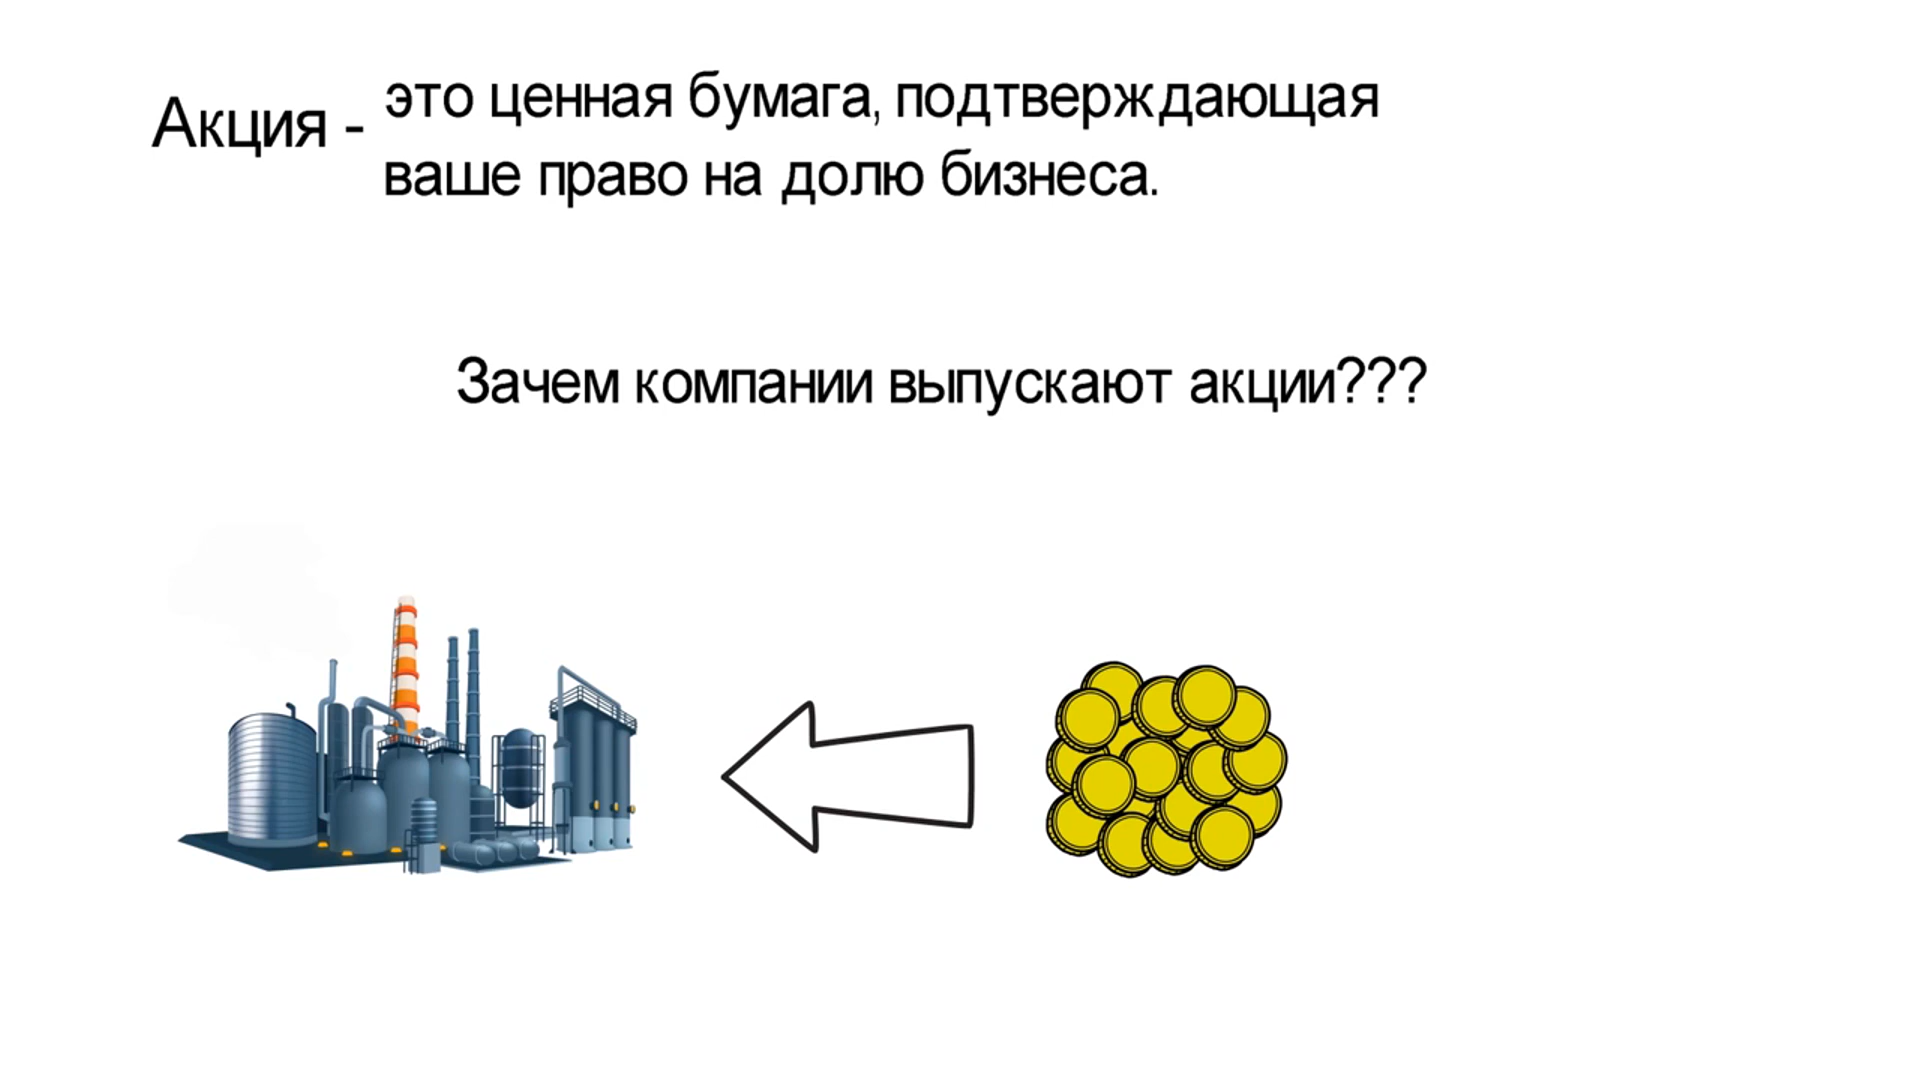 Акция -
это ценная бумага, подтверждающая
ваше право на долю бизнеса.
Зачем компании выпускают акции???